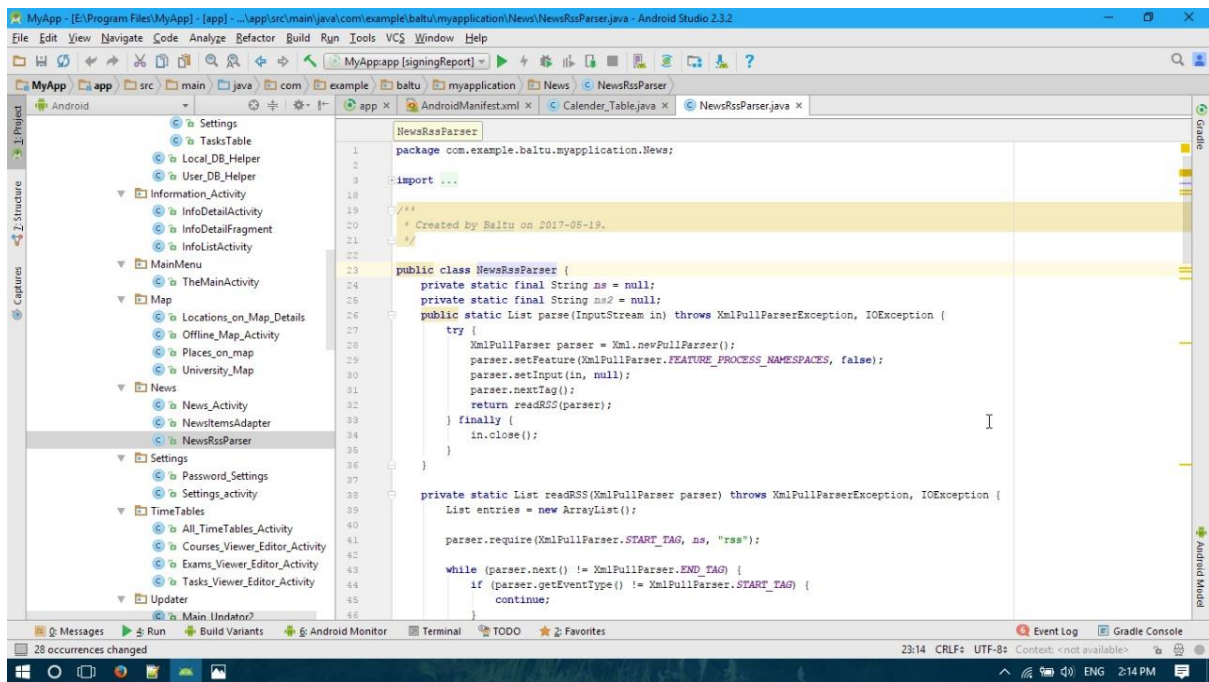 MyApp - [E:\Program Files\MyApp] - [app] - ...\app\src\main\java\com\example\baltu\myapplication\News\NewsRssParser.java - Android Studio 2.3.2
File Edit View Navigate Code Analyze Refactor Build Run Tools VCS Window Help
MyApp:app [signingReport]
MyApp app src main java com example baltu myapplication News NewsRssParser
Android
app × AndroidManifest.xml × Calender_Table.java × NewsRssParser.java ×
1: Project
Z: Structure
Captures
Settings
TasksTable
Local_DB_Helper
User_DB_Helper
Information_Activity
InfoDetailActivity
InfoDetailFragment
InfoListActivity
MainMenu
TheMainActivity
Map
Locations_on_Map_Details
Offline_Map_Activity
Places_on_map
University_Map
News
News_Activity
NewsItemsAdapter
NewsRssParser
Settings
Password_Settings
Settings_activity
TimeTables
All_TimeTables_Activity
Courses_Viewer_Editor_Activity
Exams_Viewer_Editor_Activity
Tasks_Viewer_Editor_Activity
Updater
Main_Updator2
NewsRssParser
1 package com.example.baltu.myapplication.News;
2
3 import ...
18
19 /**
20 * Created by Baltu on 2017-05-19.
21 */
22
23 public class NewsRssParser {
24 private static final String ns = null;
25 private static final String ns2 = null;
26 public static List parse(InputStream in) throws XmlPullParserException, IOException {
27 try {
28 XmlPullParser parser = Xml.newPullParser();
29 parser.setFeature(XmlPullParser.FEATURE_PROCESS_NAMESPACES, false);
30 parser.setInput(in, null);
31 parser.nextTag();
32 return readRSS(parser);
33 } finally {
34 in.close();
35 }
36 }
37
38 private static List readRSS(XmlPullParser parser) throws XmlPullParserException, IOException {
39 List entries = new ArrayList();
40
41 parser.require(XmlPullParser.START_TAG, ns, "rss");
42
43 while (parser.next() != XmlPullParser.END_TAG) {
44 if (parser.getEventType() != XmlPullParser.START_TAG) {
45 continue;
46 }
Gradle
Android Model
0: Messages 4: Run Build Variants 6: Android Monitor Terminal TODO 2: Favorites Event Log Gradle Console
28 occurrences changed 23:14 CRLF UTF-8 Context: <not available>
ENG 2:14 PM